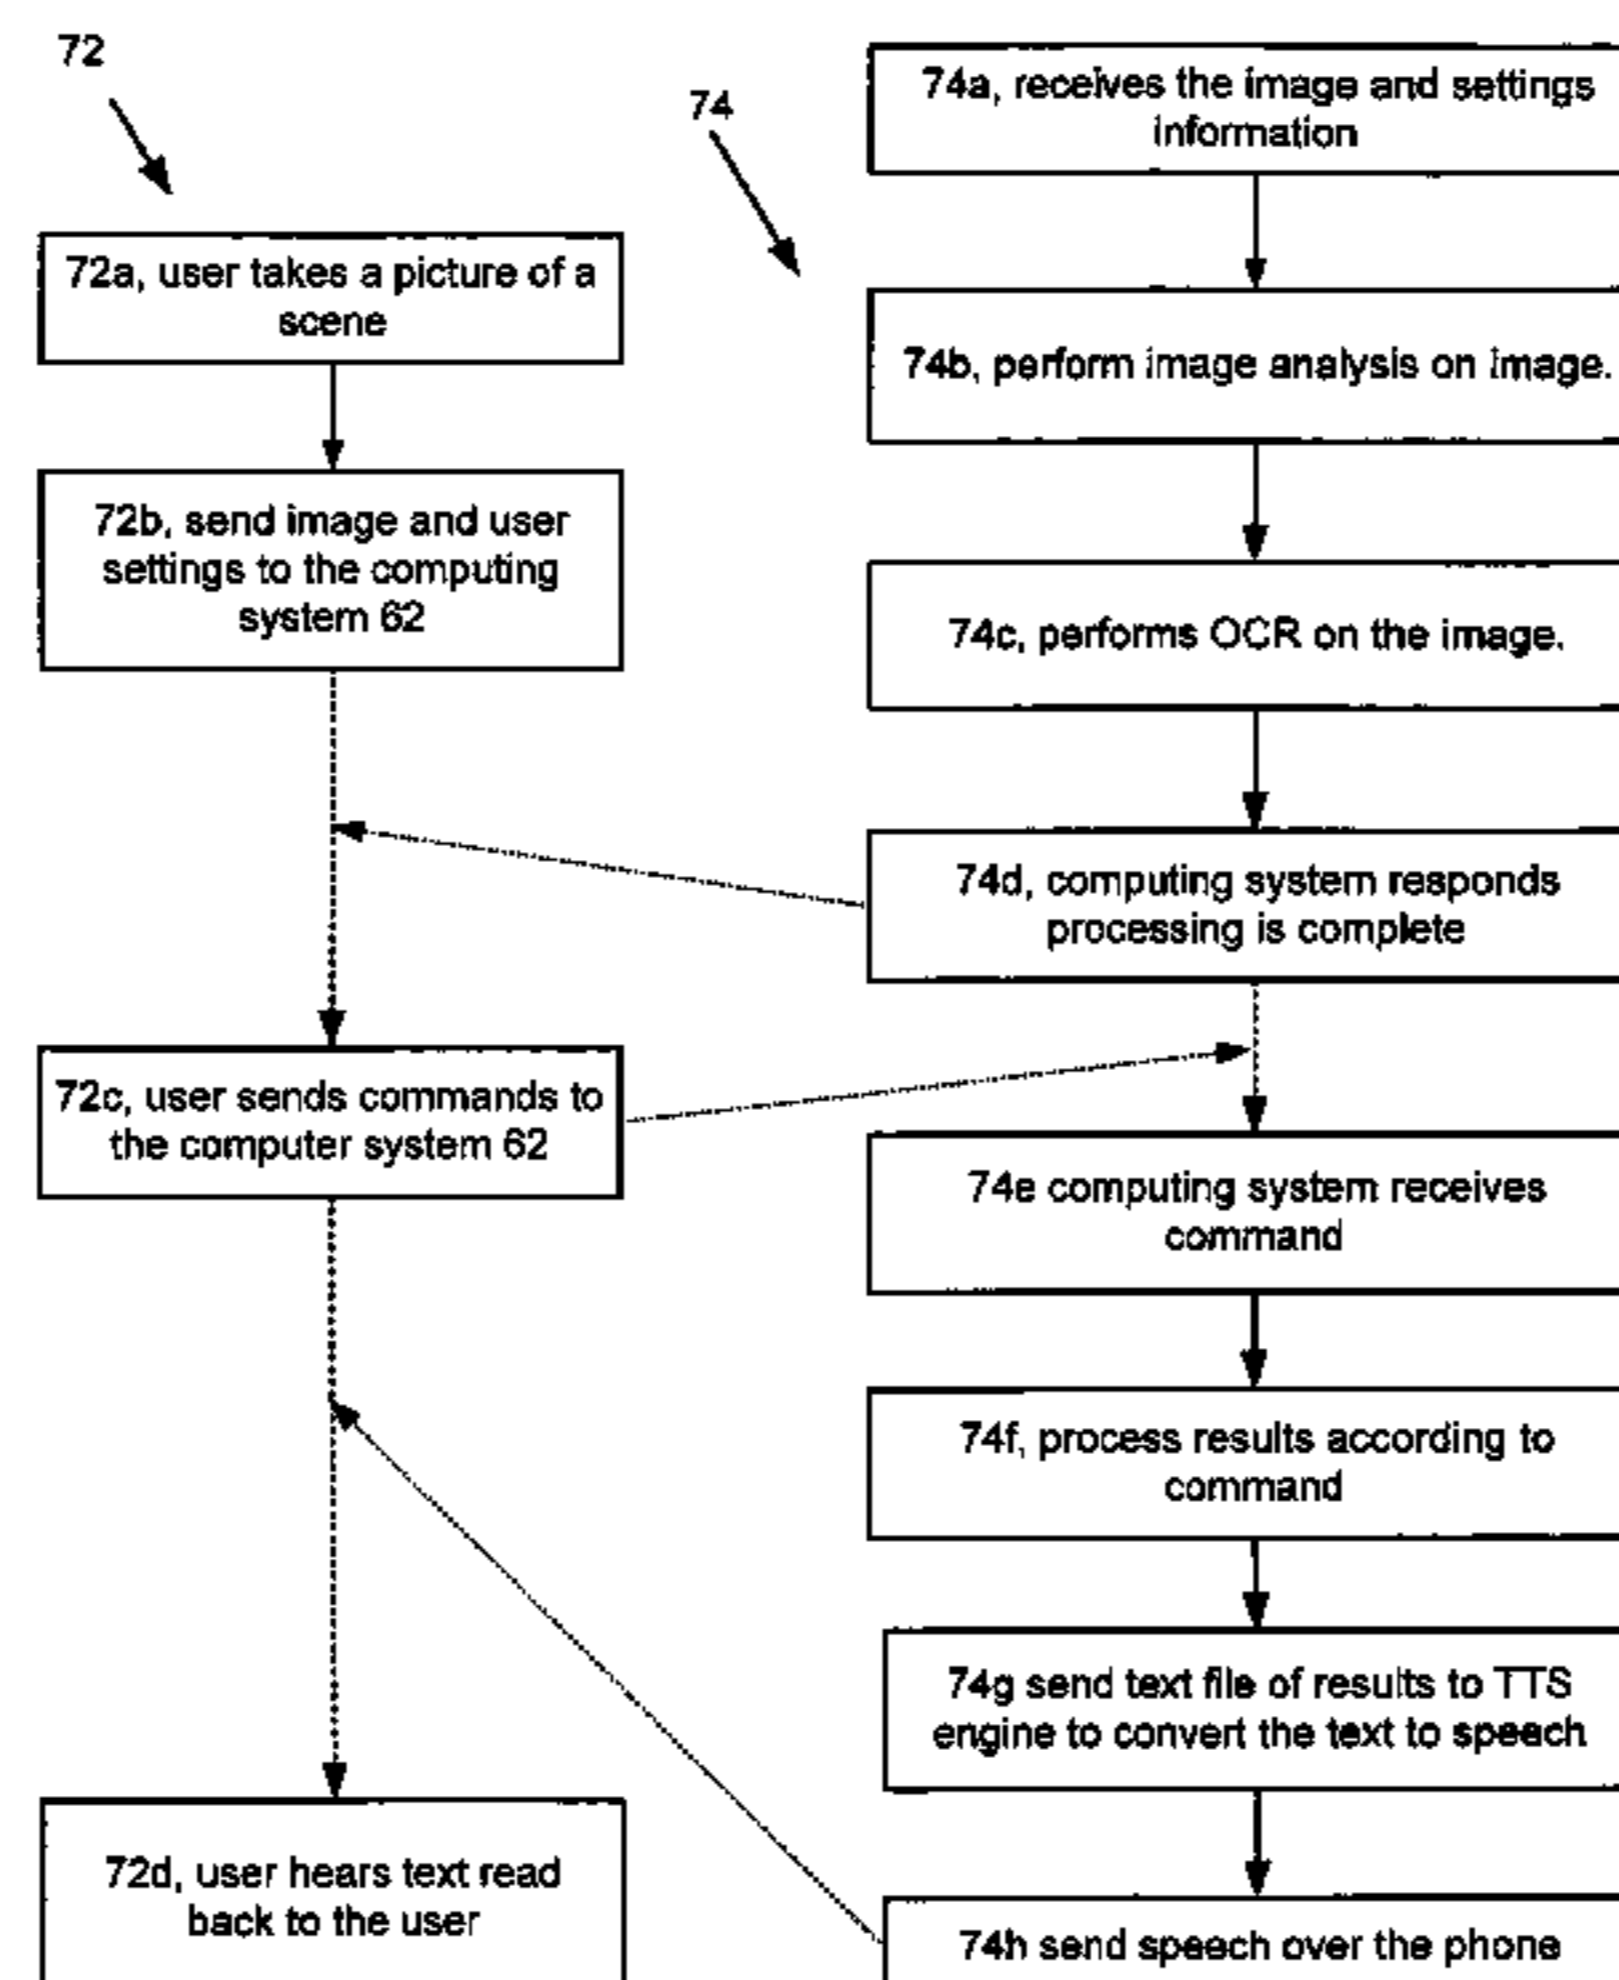 72
72a, user takes a picture of a
scene
72b, send image and user
settings to the computing
system 62
72c, user sends commands to
the computer system 62
72d, user hears text read
back to the user
74
74a, receives the image and settings
information
74b, perform image analysis on image.
74c, performs OCR on the image.
74d, computing system responds
processing is complete
74e computing system receives
command
74f, process results according to
command
74g send text file of results to TTS
engine to convert the text to speech
74h send speech over the phone